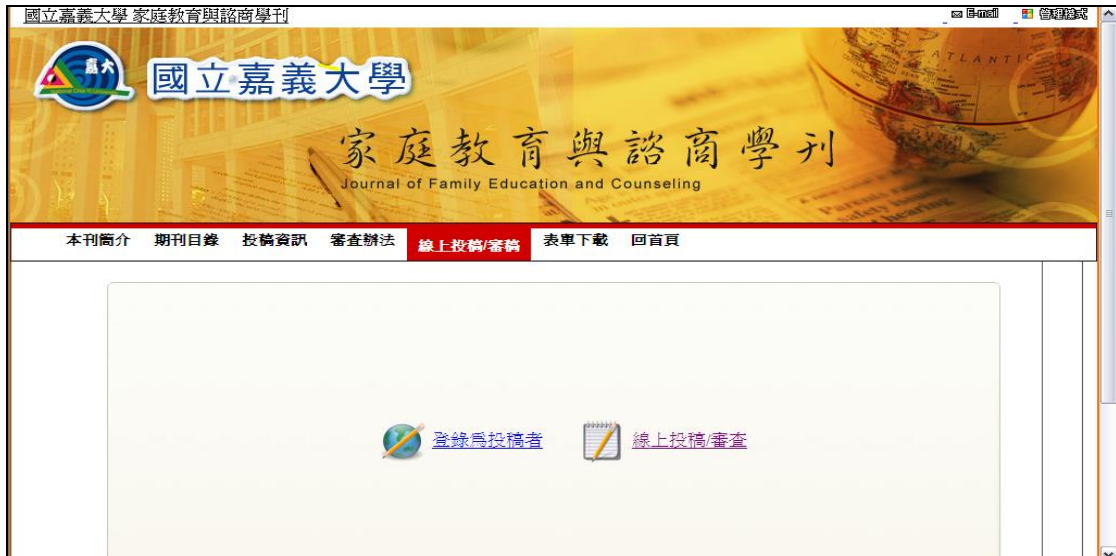 國立嘉義大學 家庭教育與諮商學刊
E-mail 管理模式
嘉大
國立嘉義大學
ATLANTIC
家庭教育與諮商學刊
Journal of Family Education and Counseling
本刊簡介 期刊目錄 投稿資訊 審查辦法 線上投稿/審稿 表單下載 回首頁
登錄為投稿者 線上投稿/審查